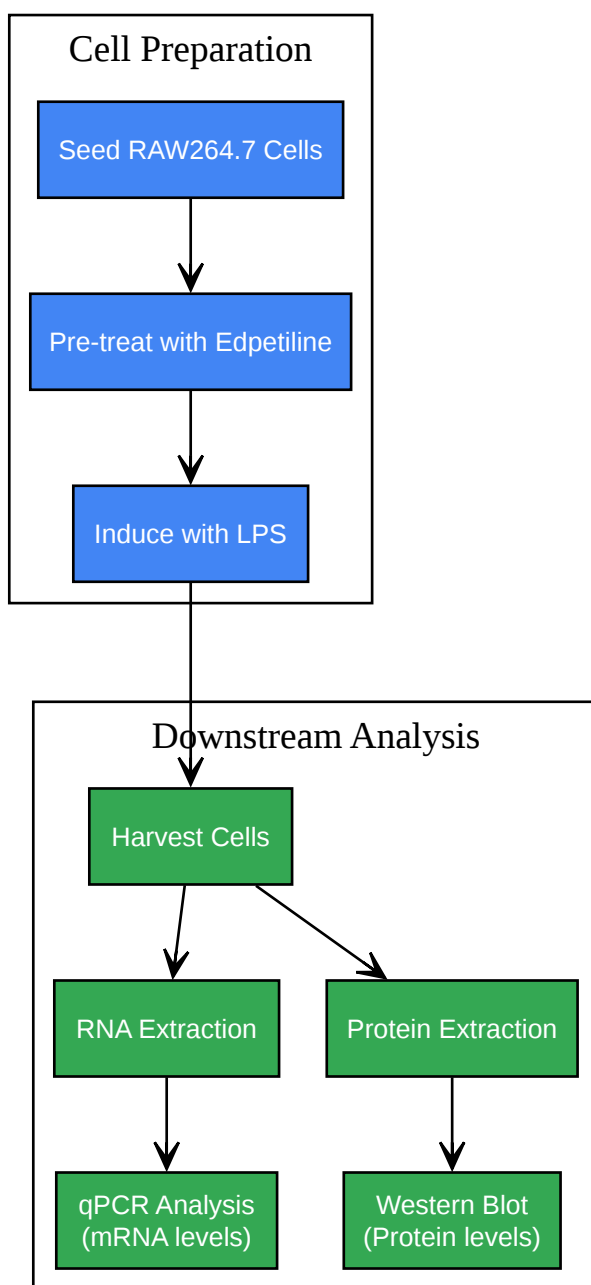 Cell Preparation
Seed RAW264.7 Cells
Pre-treat with Edpetiline
Induce with LPS
Downstream Analysis
Harvest Cells
RNA Extraction
Protein Extraction
qPCR Analysis
(mRNA levels)
Western Blot
(Protein levels)